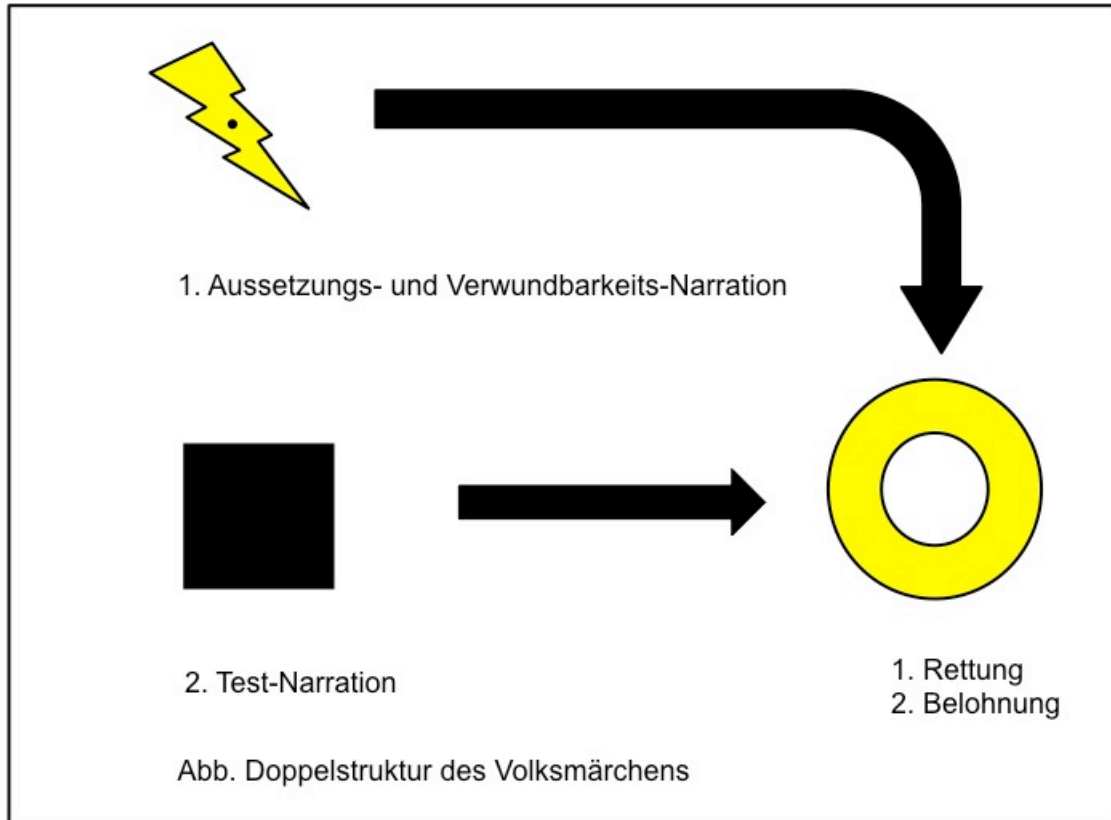 1. Aussetzungs- und Verwundbarkeits-Narration
2. Test-Narration
1. Rettung
2. Belohnung
Abb. Doppelstruktur des Volksmärchens